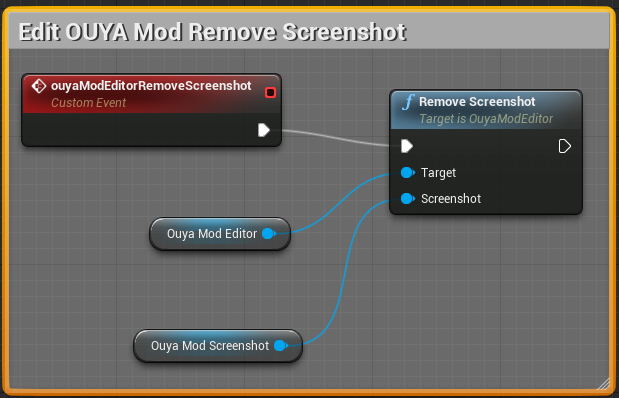 Edit OUYA Mod Remove Screenshot
ouyaModEditorRemoveScreenshot
Custom Event
f Remove Screenshot
Target is OuyaModEditor
Target
Screenshot
Ouya Mod Editor
Ouya Mod Screenshot